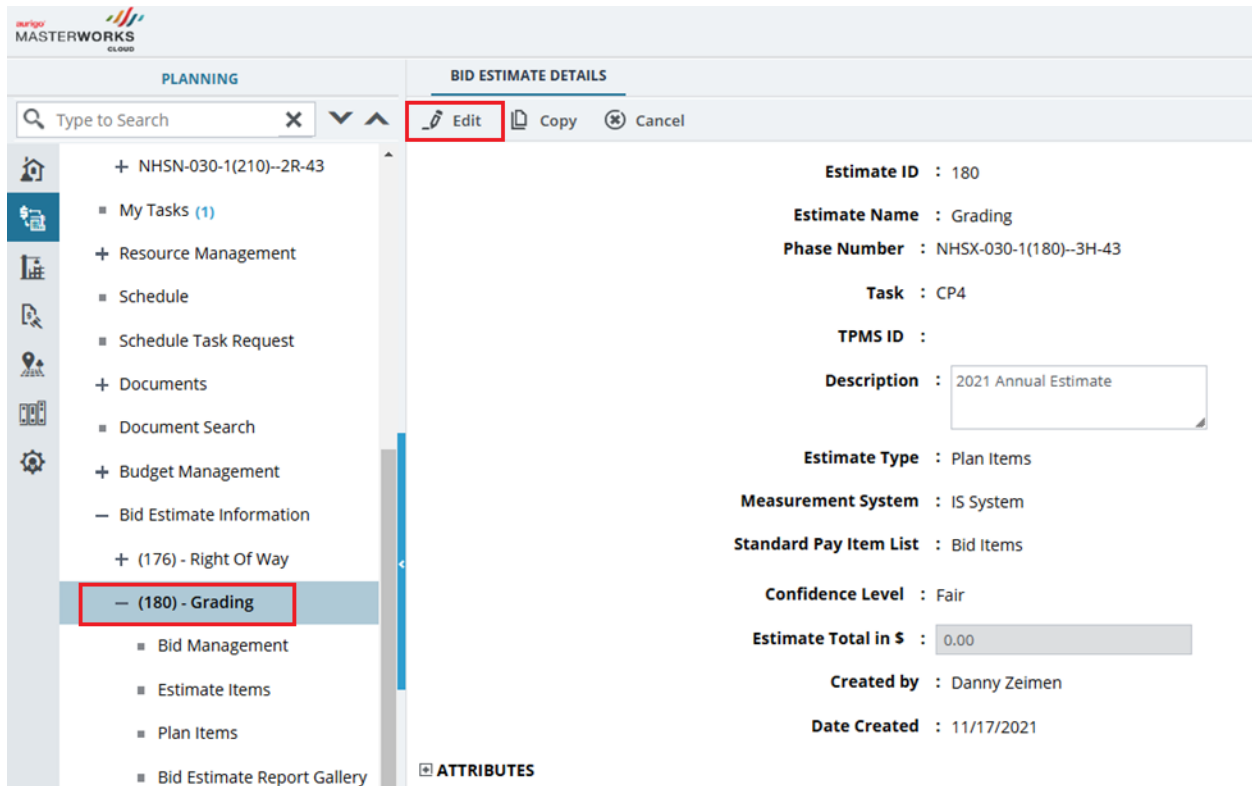 aurigo
MASTERWORKS
CLOUD
PLANNING
Type to Search
NHSN-030-1(210)--2R-43
My Tasks (1)
Resource Management
Schedule
Schedule Task Request
Documents
Document Search
Budget Management
Bid Estimate Information
(176) - Right Of Way
(180) - Grading
Bid Management
Estimate Items
Plan Items
Bid Estimate Report Gallery
BID ESTIMATE DETAILS
Edit Copy Cancel
Estimate ID : 180
Estimate Name : Grading
Phase Number : NHSX-030-1(180)--3H-43
Task : CP4
TPMS ID :
Description : 2021 Annual Estimate
Estimate Type : Plan Items
Measurement System : IS System
Standard Pay Item List : Bid Items
Confidence Level : Fair
Estimate Total in $ : 0.00
Created by : Danny Zeimen
Date Created : 11/17/2021
ATTRIBUTES